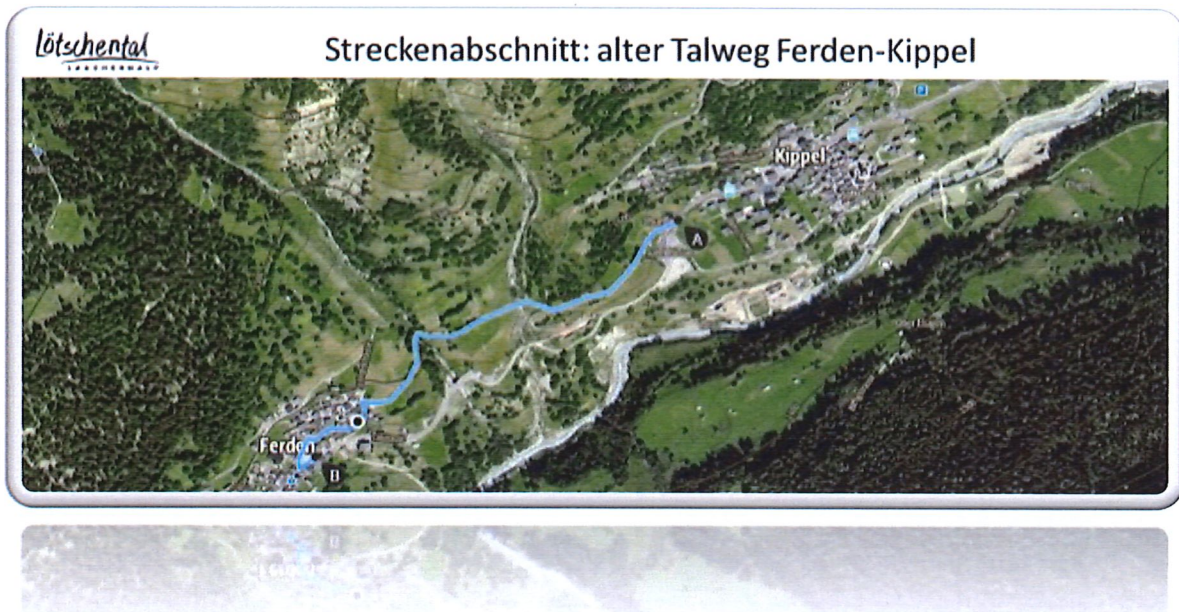 Lötschental
Streckenabschnitt: alter Talweg Ferden-Kippel
P
Kippel
A
Ferden
B